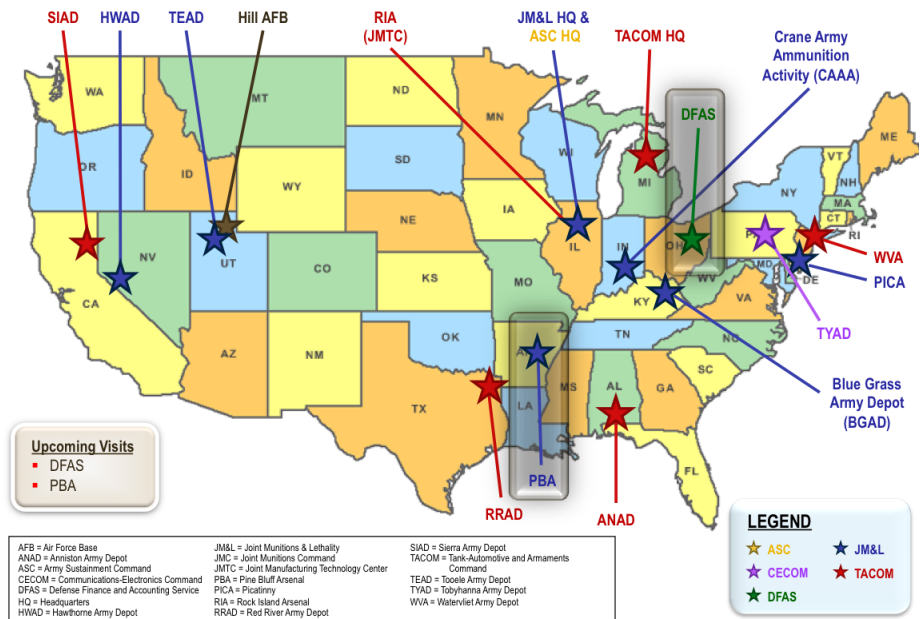 SIAD
HWAD
TEAD
Hill AFB
RIA
(JMTC)
JM&L HQ &
ASC HQ
TACOM HQ
Crane Army
Ammunition
Activity (CAAA)
DFAS
WA
MT
ND
MN
ME
OR
ID
WY
SD
WI
MI
VT
NH
NY
MA
CT
RI
IA
NE
NV
UT
IL
IN
OH
PA
WVA
CO
KS
MO
WV
MD
DE
PICA
CA
KY
VA
TYAD
AZ
NM
OK
TN
NC
SC
Blue Grass
Army Depot
(BGAD)
TX
LA
MS
AL
GA
FL
PBA
RRAD
ANAD
Upcoming Visits
DFAS
PBA
LEGEND
ASC
JM&L
CECOM
TACOM
DFAS
AFB = Air Force Base
ANAD = Anniston Army Depot
ASC = Army Sustainment Command
CECOM = Communications-Electronics Command
DFAS = Defense Finance and Accounting Service
HQ = Headquarters
HWAD = Hawthorne Army Depot
JM&L = Joint Munitions & Lethality
JMC = Joint Munitions Command
JMTC = Joint Manufacturing Technology Center
PBA = Pine Bluff Arsenal
PICA = Picatinny
RIA = Rock Island Arsenal
RRAD = Red River Army Depot
SIAD = Sierra Army Depot
TACOM = Tank-Automotive and Armaments
Command
TEAD = Tooele Army Depot
TYAD = Tobyhanna Army Depot
WVA = Watervliet Army Depot